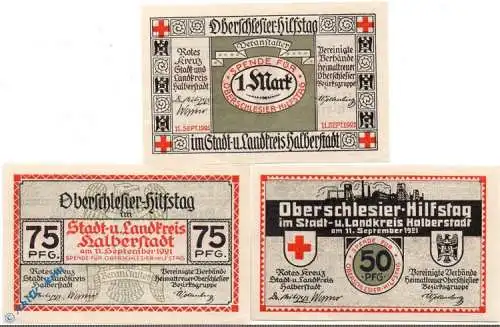 Oberschlesier-Hilfstag
Veranstalter
Rotes
Kreuz
Stadt-und
Landkreis
Halberstadt
SPENDE FÜR
1 Mark
OBERSCHLESIER-HILFSTAG
Vereinigte
Verbände
Heimattreuer
Oberschlesier
Bezirksgruppe
11. SEPT. 1921
11. SEPT. 1921
im Stadt-u. Landkreis Halberstadt
Oberschlesier-Hilfstag
im
Stadt-u. Landkreis
Halberstadt
am 11. September 1921
SPENDE FÜR OBERSCHLESIER-HILFSTAG
75
PFG.
75
PFG.
Veranstalter
Rotes Kreuz
Stadt-u. Landkreis
Halberstadt
Vereinigte Verbände
Heimattreuer Oberschlesier
Bezirksgruppe
Oberschlesier-Hilfstag
im Stadt-u. Landkreis Halberstadt
am 11. September 1921
SPENDE FÜR
50
PFG.
OBERSCHLESIER-HILFSTAG
Rotes Kreuz
Stadt-u. Landkreis
Halberstadt
Vereinigte Verbände
Heimattreuer Oberschlesier
Bezirksgruppe